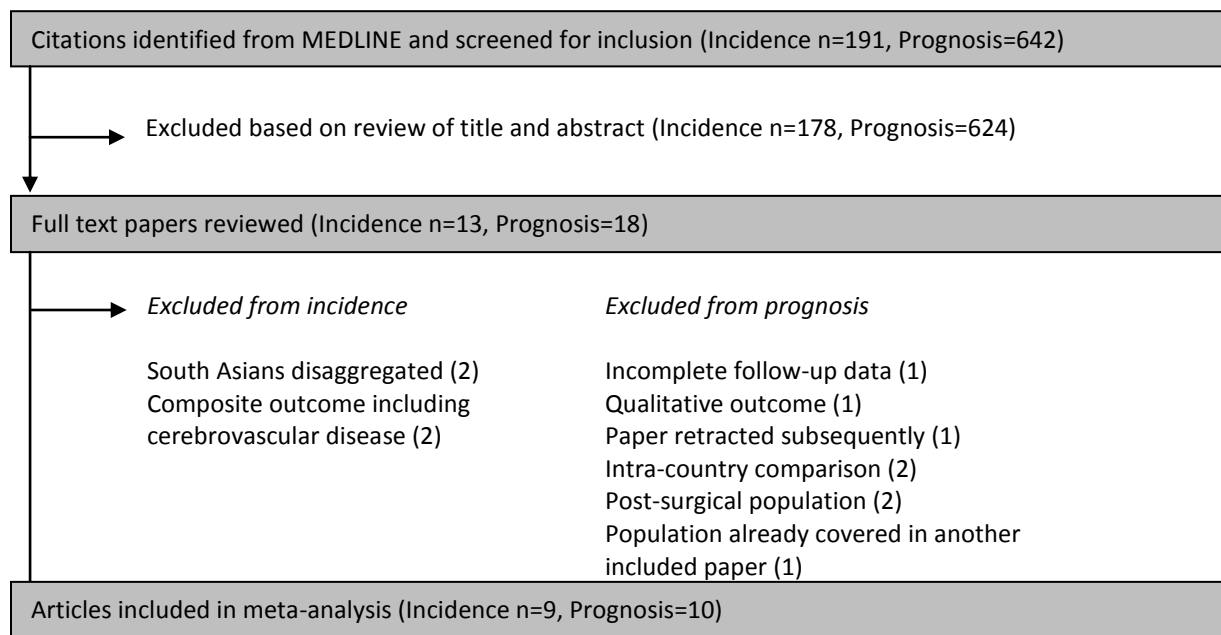 Citations identified from MEDLINE and screened for inclusion (Incidence n=191, Prognosis=642)
Excluded based on review of title and abstract (Incidence n=178, Prognosis=624)
Full text papers reviewed (Incidence n=13, Prognosis=18)
Excluded from incidence
South Asians disaggregated (2)
Composite outcome including
cerebrovascular disease (2)
Excluded from prognosis
Incomplete follow-up data (1)
Qualitative outcome (1)
Paper retracted subsequently (1)
Intra-country comparison (2)
Post-surgical population (2)
Population already covered in another
included paper (1)
Articles included in meta-analysis (Incidence n=9, Prognosis=10)